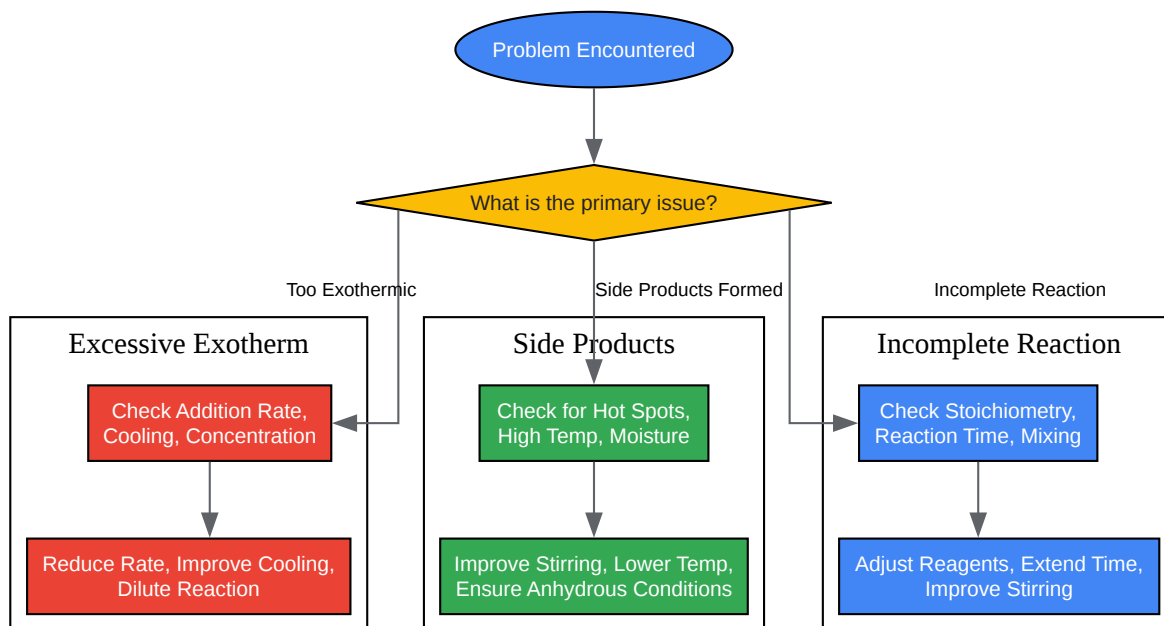 Problem Encountered
What is the primary issue?
Too Exothermic
Side Products Formed
Incomplete Reaction
Excessive Exotherm
Side Products
Incomplete Reaction
Check Addition Rate,
Cooling, Concentration
Check for Hot Spots,
High Temp, Moisture
Check Stoichiometry,
Reaction Time, Mixing
Reduce Rate, Improve Cooling,
Dilute Reaction
Improve Stirring, Lower Temp,
Ensure Anhydrous Conditions
Adjust Reagents, Extend Time,
Improve Stirring